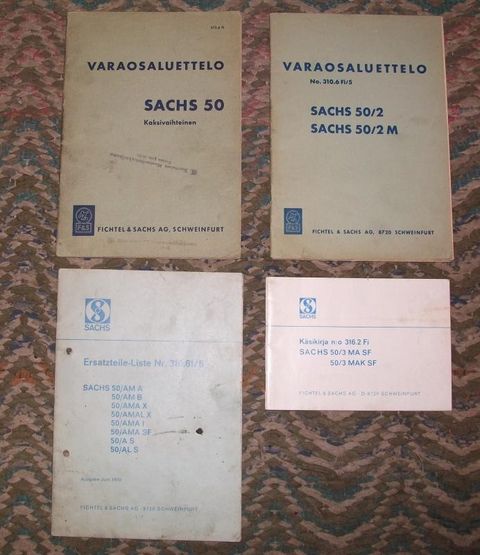 VARAOSALUETTELO
SACHS 50
Kaksivaihteinen
F&S
FICHTEL & SACHS AG, SCHWEINFURT
VARAOSALUETTELO
No. 310.6 Fi/5
SACHS 50/2
SACHS 50/2 M
F&S
FICHTEL & SACHS AG, 8720 SCHWEINFURT
SACHS
Ersatzteile-Liste Nr.
SACHS 50/AM A
50/AM B
50/AMA X
50/AMAL X
50/AMA I
50/AMA SF
50/A S
50/AL S
Ausgabe Juni
FICHTEL & SACHS AG · 8720 SCHWEINFURT
SACHS
Käsikirja n:o 316.2 Fi
SACHS 50/3 MA SF
50/3 MAK SF
FICHTEL & SACHS AG · D-8720 SCHWEINFURT